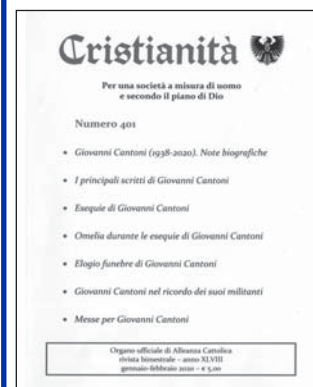 Cristianità
Per una società a misura di uomo
e secondo il piano di Dio
Numero 401
• Giovanni Cantoni (1938-2020). Note biografiche
• I principali scritti di Giovanni Cantoni
• Esequie di Giovanni Cantoni
• Omelia durante le esequie di Giovanni Cantoni
• Elogio funebre di Giovanni Cantoni
• Giovanni Cantoni nel ricordo dei suoi militanti
• Messe per Giovanni Cantoni
Organo ufficiale di Alleanza Cattolica
rivista bimestrale – anno XLVIII
gennaio-febbraio 2020 – € 5,00